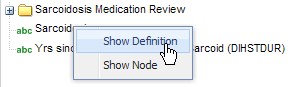 Sarcoidosis Medication Review
abc Sarcoid
Show Definition
abc Yrs sinc arcoid (DIHSTDUR)
Show Node